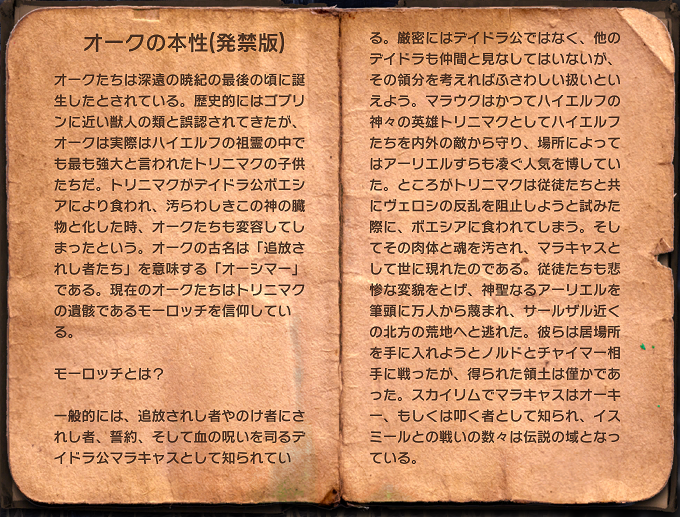 オークの本性(発禁版)
オークたちは深遠の暁紀の最後の頃に誕
生したとされている。歴史的にはゴブリ
ンに近い獣人の類と誤認されてきたが、
オークは実際はハイエルフの祖霊の中で
も最も強大と言われたトリニマクの子供
たちだ。トリニマクがデイドラ公ボエシ
アにより食われ、汚らわしきこの神の臓
物と化した時、オークたちも変容してし
まったという。オークの古名は「追放さ
れし者たち」を意味する「オーシマー」
である。現在のオークたちはトリニマク
の遺骸であるモーロッチを信仰してい
る。
モーロッチとは？
一般的には、追放されし者やのけ者にさ
れし者、誓約、そして血の呪いを司るデ
イドラ公マラキャスとして知られてい
る。厳密にはデイドラ公ではなく、他の
デイドラも仲間と見なしてはいないが、
その領分を考えればふさわしい扱いとい
えよう。マラウクはかつてハイエルフの
神々の英雄トリニマクとしてハイエルフ
たちを内外の敵から守り、場所によって
はアーリエルすらも凌ぐ人気を博してい
た。ところがトリニマクは従徒たちと共
にヴェロシの反乱を阻止しようと試みた
際に、ボエシアに食われてしまう。そし
てその肉体と魂を汚され、マラキャスと
して世に現れたのである。従徒たちも悲
惨な変貌をとげ、神聖なるアーリエルを
筆頭に万人から蔑まれ、サールザル近く
の北方の荒地へと逃れた。彼らは居場所
を手に入れようとノルドとチャイマー相
手に戦ったが、得られた領土は僅かであ
った。スカイリムでマラキャスはオーキ
ー、もしくは叩く者として知られ、イス
ミールとの戦いの数々は伝説の域となっ
ている。